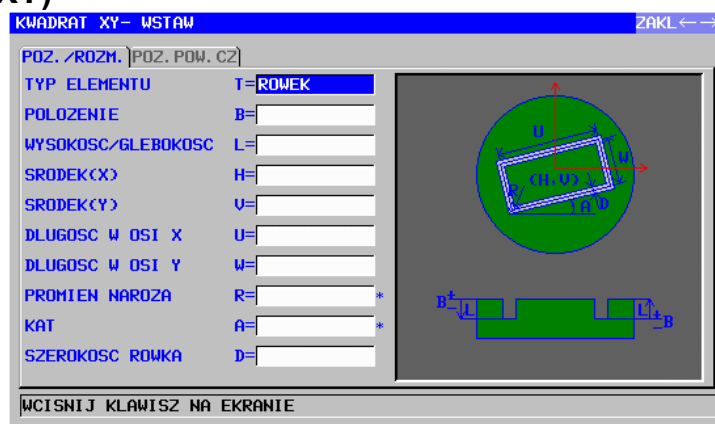 XY)
KWADRAT XY- WSTAW ZAKL←→
POZ./ROZM. POZ.POW.CZ
TYP ELEMENTU T=ROWEK
POLOZENIE B=
WYSOKOSC/GLEBOKOSC L=
SRODEK(X) H=
SRODEK(Y) V=
DLUGOSC W OSI X U=
DLUGOSC W OSI Y W=
PROMIEN NAROZA R= *
KAT A= *
SZEROKOSC ROWKA D=
U
W
(H,V)
R
A
D
B+- L
L +-B
WCISNIJ KLAWISZ NA EKRANIE